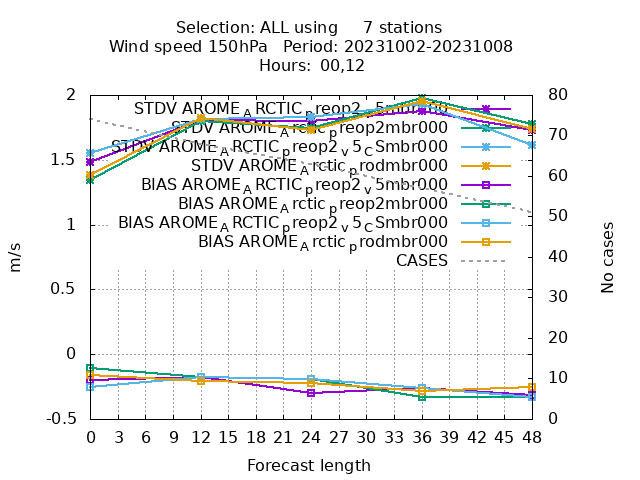 Selection: ALL using 7 stations
Wind speed 150hPa Period: 20231002-20231008
Hours: 00,12
2
1.5
1
0.5
0
-0.5
m/s
80
70
60
50
40
30
20
10
0
No cases
STDV AROME_ARCTIC_preop2_v5mbr000
STDV AROME_Arctic_preop2mbr000
STDV AROME_ARCTIC_preop2_v5_CSmbr000
STDV AROME_Arctic_prodmbr000
BIAS AROME_ARCTIC_preop2_v5mbr000
BIAS AROME_Arctic_preop2mbr000
BIAS AROME_ARCTIC_preop2_v5_CSmbr000
BIAS AROME_Arctic_prodmbr000
CASES
0 3 6 9 12 15 18 21 24 27 30 33 36 39 42 45 48
Forecast length